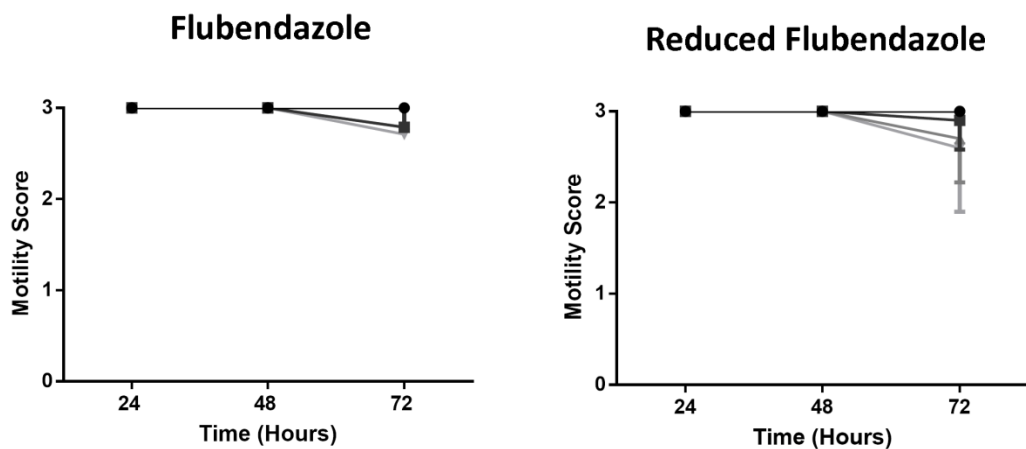 Flubendazole
3
2
1
0
Motility Score
24 48 72
Time (Hours)
Reduced Flubendazole
3
2
1
0
Motility Score
24 48 72
Time (Hours)